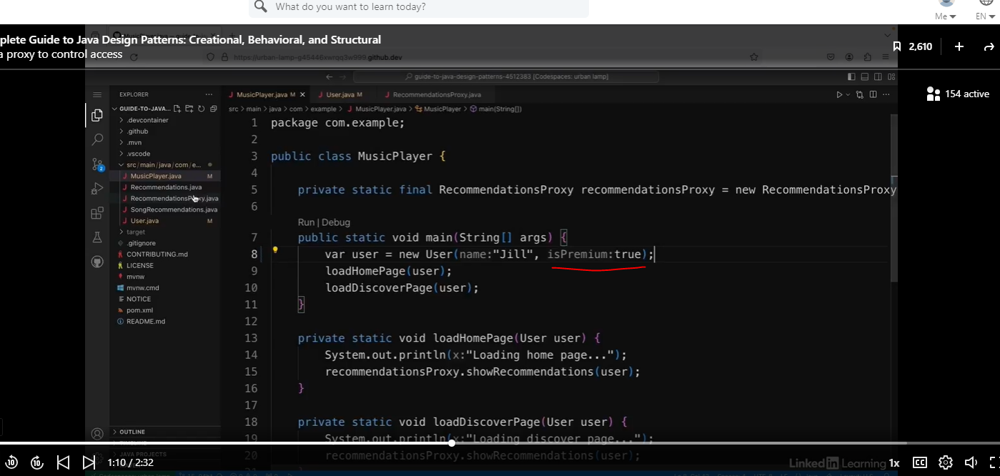 What do you want to learn today?
Me
EN
plete Guide to Java Design Patterns: Creational, Behavioral, and Structural
a proxy to control access
2,610
154 active
guide-to-java-design-patterns-4512383 [Codespaces: urban lamp]
EXPLORER
GUIDE-TO-JAVA...
.devcontainer
.github
.mvn
.vscode
src/main/java/com/e...
MusicPlayer.java M
Recommendations.java
RecommendationsProxy.java
SongRecommendations.java
User.java M
target
.gitignore
CONTRIBUTING.md
LICENSE
mvnw
mvnw.cmd
NOTICE
pom.xml
README.md
OUTLINE
JAVA PROJECTS
MusicPlayer.java M
User.java M
RecommendationsProxy.java
src > main > java > com > example > MusicPlayer.java > MusicPlayer > main(String[])
1 package com.example;
2
3 public class MusicPlayer {
4
5 private static final RecommendationsProxy recommendationsProxy = new RecommendationsProxy
6
Run | Debug
7 public static void main(String[] args) {
8 var user = new User(name:"Jill", isPremium:true);
9 loadHomePage(user);
10 loadDiscoverPage(user);
11 }
12
13 private static void loadHomePage(User user) {
14 System.out.println(x:"Loading home page...");
15 recommendationsProxy.showRecommendations(user);
16 }
17
18 private static void loadDiscoverPage(User user) {
19 System.out.println(x:"Loading discover page...");
20 recommendationsProxy.showRecommendations(user);
10
10
1:10 / 2:32
LinkedIn Learning
1x
CC